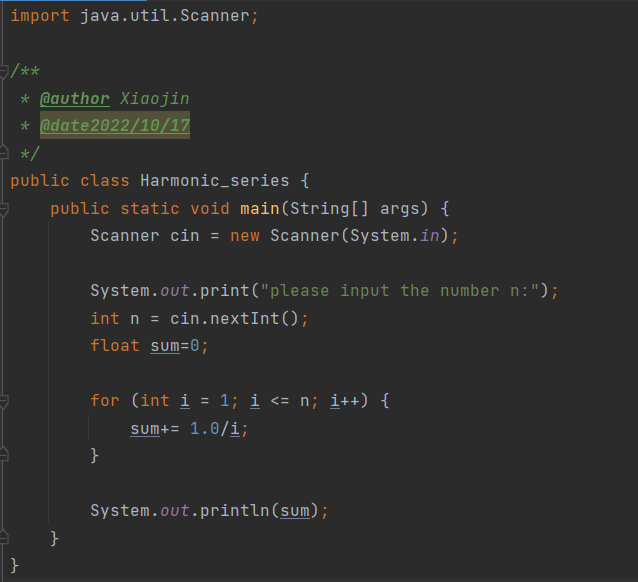 import java.util.Scanner;
/**
 * @author Xiaojin
 * @date2022/10/17
 */
public class Harmonic_series {
    public static void main(String[] args) {
        Scanner cin = new Scanner(System.in);
        System.out.print("please input the number n:");
        int n = cin.nextInt();
        float sum=0;
        for (int i = 1; i <= n; i++) {
            sum+= 1.0/i;
        }
        System.out.println(sum);
    }
}